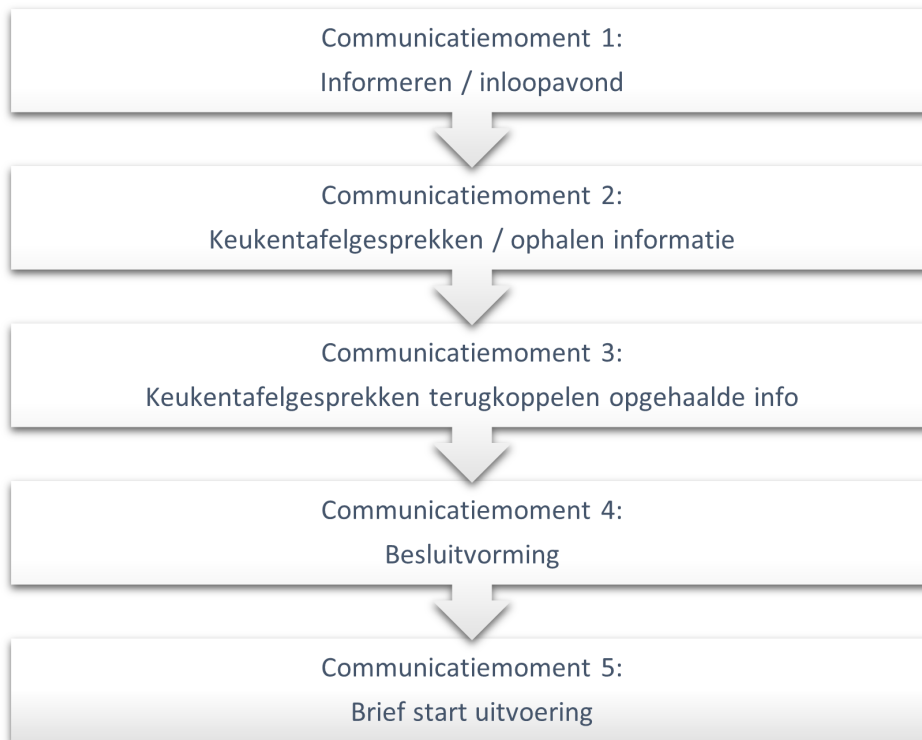 Communicatiemoment 1:
Informeren / inloopavond
Communicatiemoment 2:
Keukentafelgesprekken / ophalen informatie
Communicatiemoment 3:
Keukentafelgesprekken terugkoppelen opgehaalde info
Communicatiemoment 4:
Besluitvorming
Communicatiemoment 5:
Brief start uitvoering